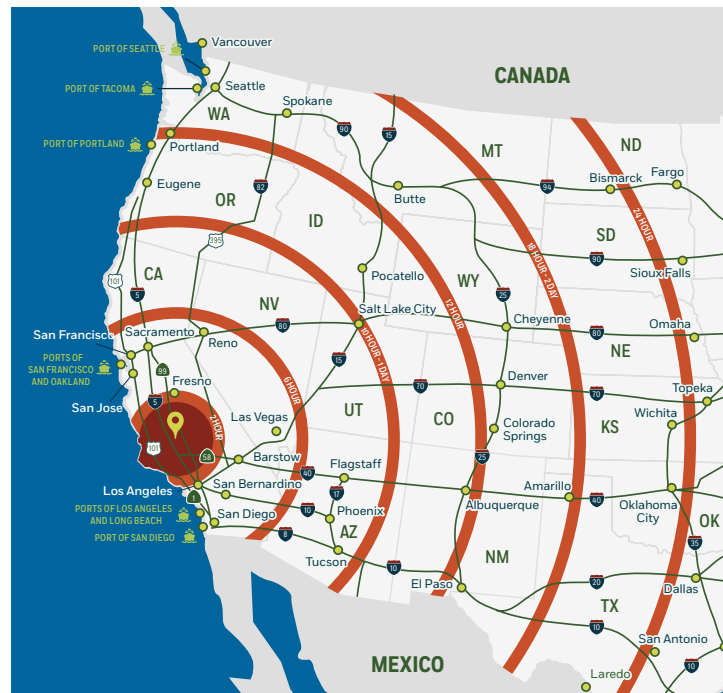 Vancouver
PORT OF SEATTLE
CANADA
PORT OF TACOMA
Seattle
Spokane
WA
90
15
MT
ND
PORT OF PORTLAND
Portland
Eugene
82
Butte
94
Bismarck
Fargo
OR
ID
24 HOUR
SD
395
90
Sioux Falls
18 HOUR - 2 DAY
CA
101
5
Pocatello
WY
25
NV
12 HOUR
Salt Lake City
Cheyenne
San Francisco
Sacramento
Reno
80
80
Omaha
10 HOUR - 1 DAY
NE
PORTS OF
SAN FRANCISCO
AND OAKLAND
99
Fresno
15
6 HOUR
70
Denver
70
Topeka
San Jose
5
2 HOUR
Las Vegas
UT
CO
Colorado
Springs
KS
Wichita
101
58
Barstow
25
Flagstaff
40
Los Angeles
San Bernardino
17
Albuquerque
Amarillo
40
Oklahoma
City
1
PORTS OF LOS ANGELES
AND LONG BEACH
10
Phoenix
OK
San Diego
PORT OF SAN DIEGO
8
AZ
35
Tucson
NM
10
El Paso
20
Dallas
TX
10
San Antonio
10
MEXICO
Laredo